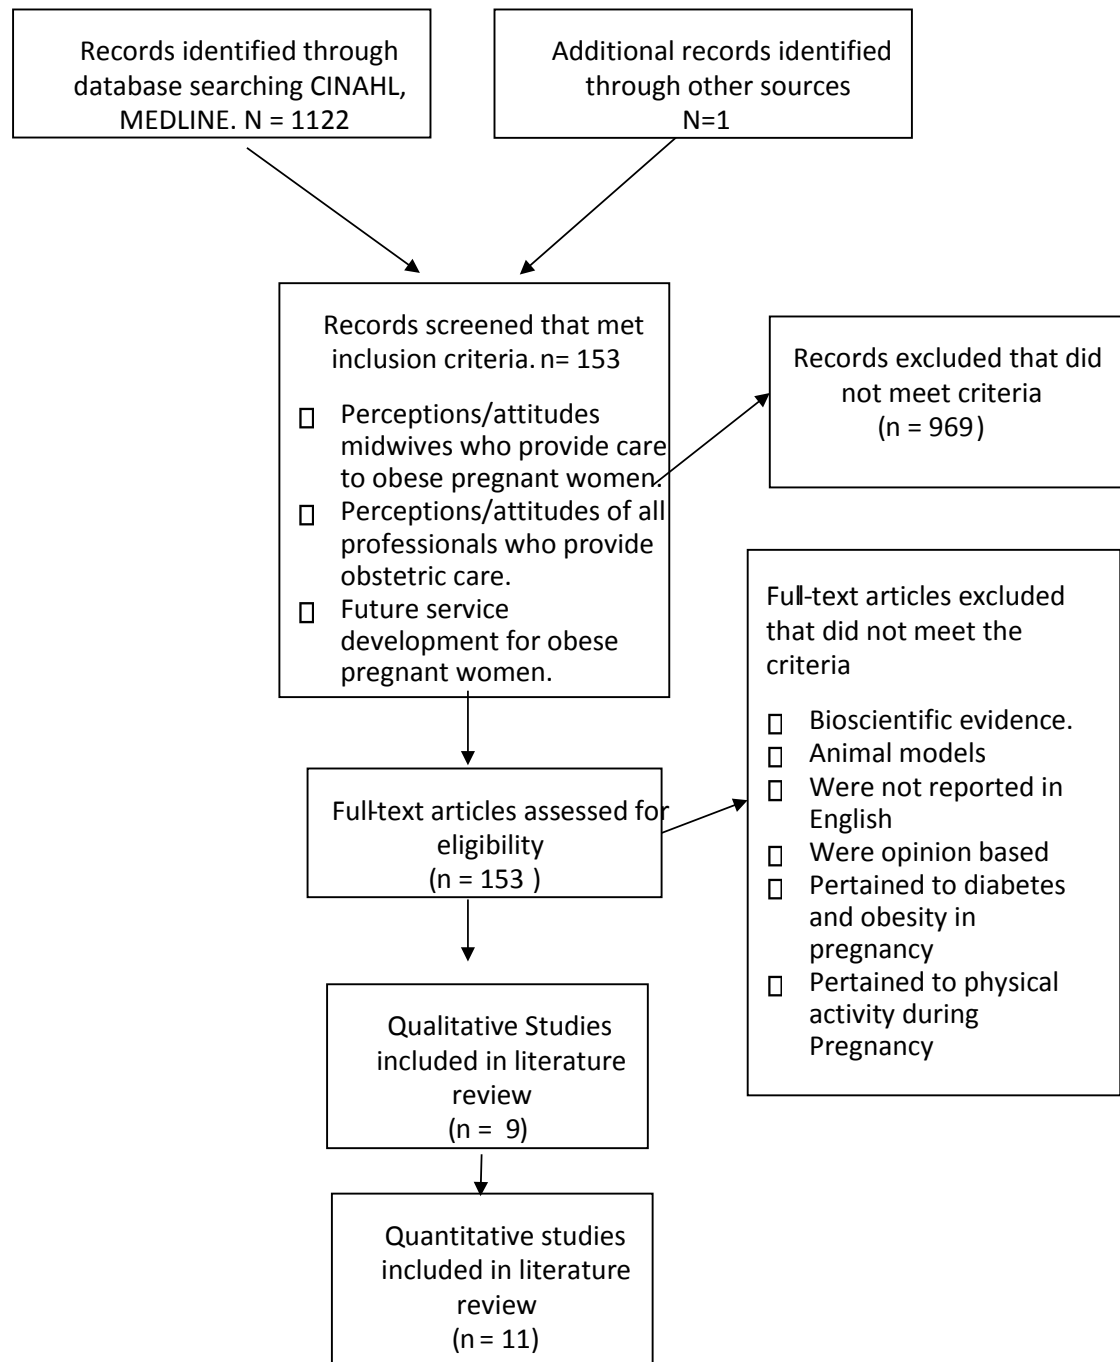 Records identified through
database searching CINAHL,
MEDLINE. N = 1122
Additional records identified
through other sources
N=1
Records screened that met
inclusion criteria. n= 153
Perceptions/attitudes
midwives who provide care
to obese pregnant women.
Perceptions/attitudes of all
professionals who provide
obstetric care.
Future service
development for obese
pregnant women.
Records excluded that did
not meet criteria
(n = 969)
Full-text articles assessed for
eligibility
(n = 153 )
Full-text articles excluded
that did not meet the
criteria
Bioscientific evidence.
Animal models
Were not reported in
English
Were opinion based
Pertained to diabetes
and obesity in
pregnancy
Pertained to physical
activity during
Pregnancy
Qualitative Studies
included in literature
review
(n = 9)
Quantitative studies
included in literature
review
(n = 11)